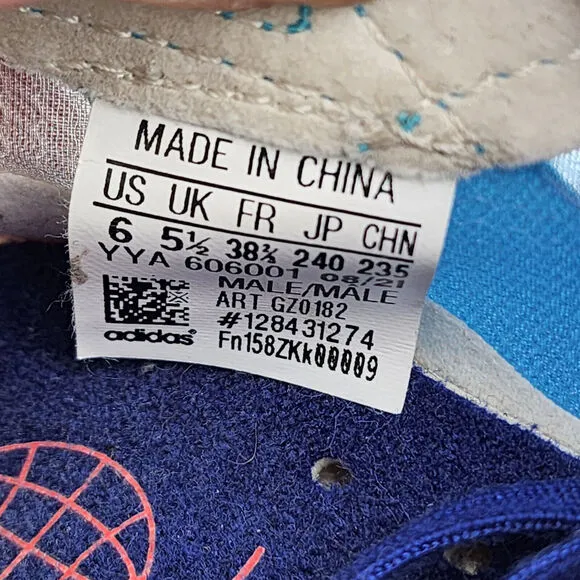 MADE IN CHINA
US UK FR JP CHN
6 5½ 38⅔ 240 235
YYA 606001 08/21
MALE/MALE
ART GZ0182
#128431274
adidas Fn158ZKk00009